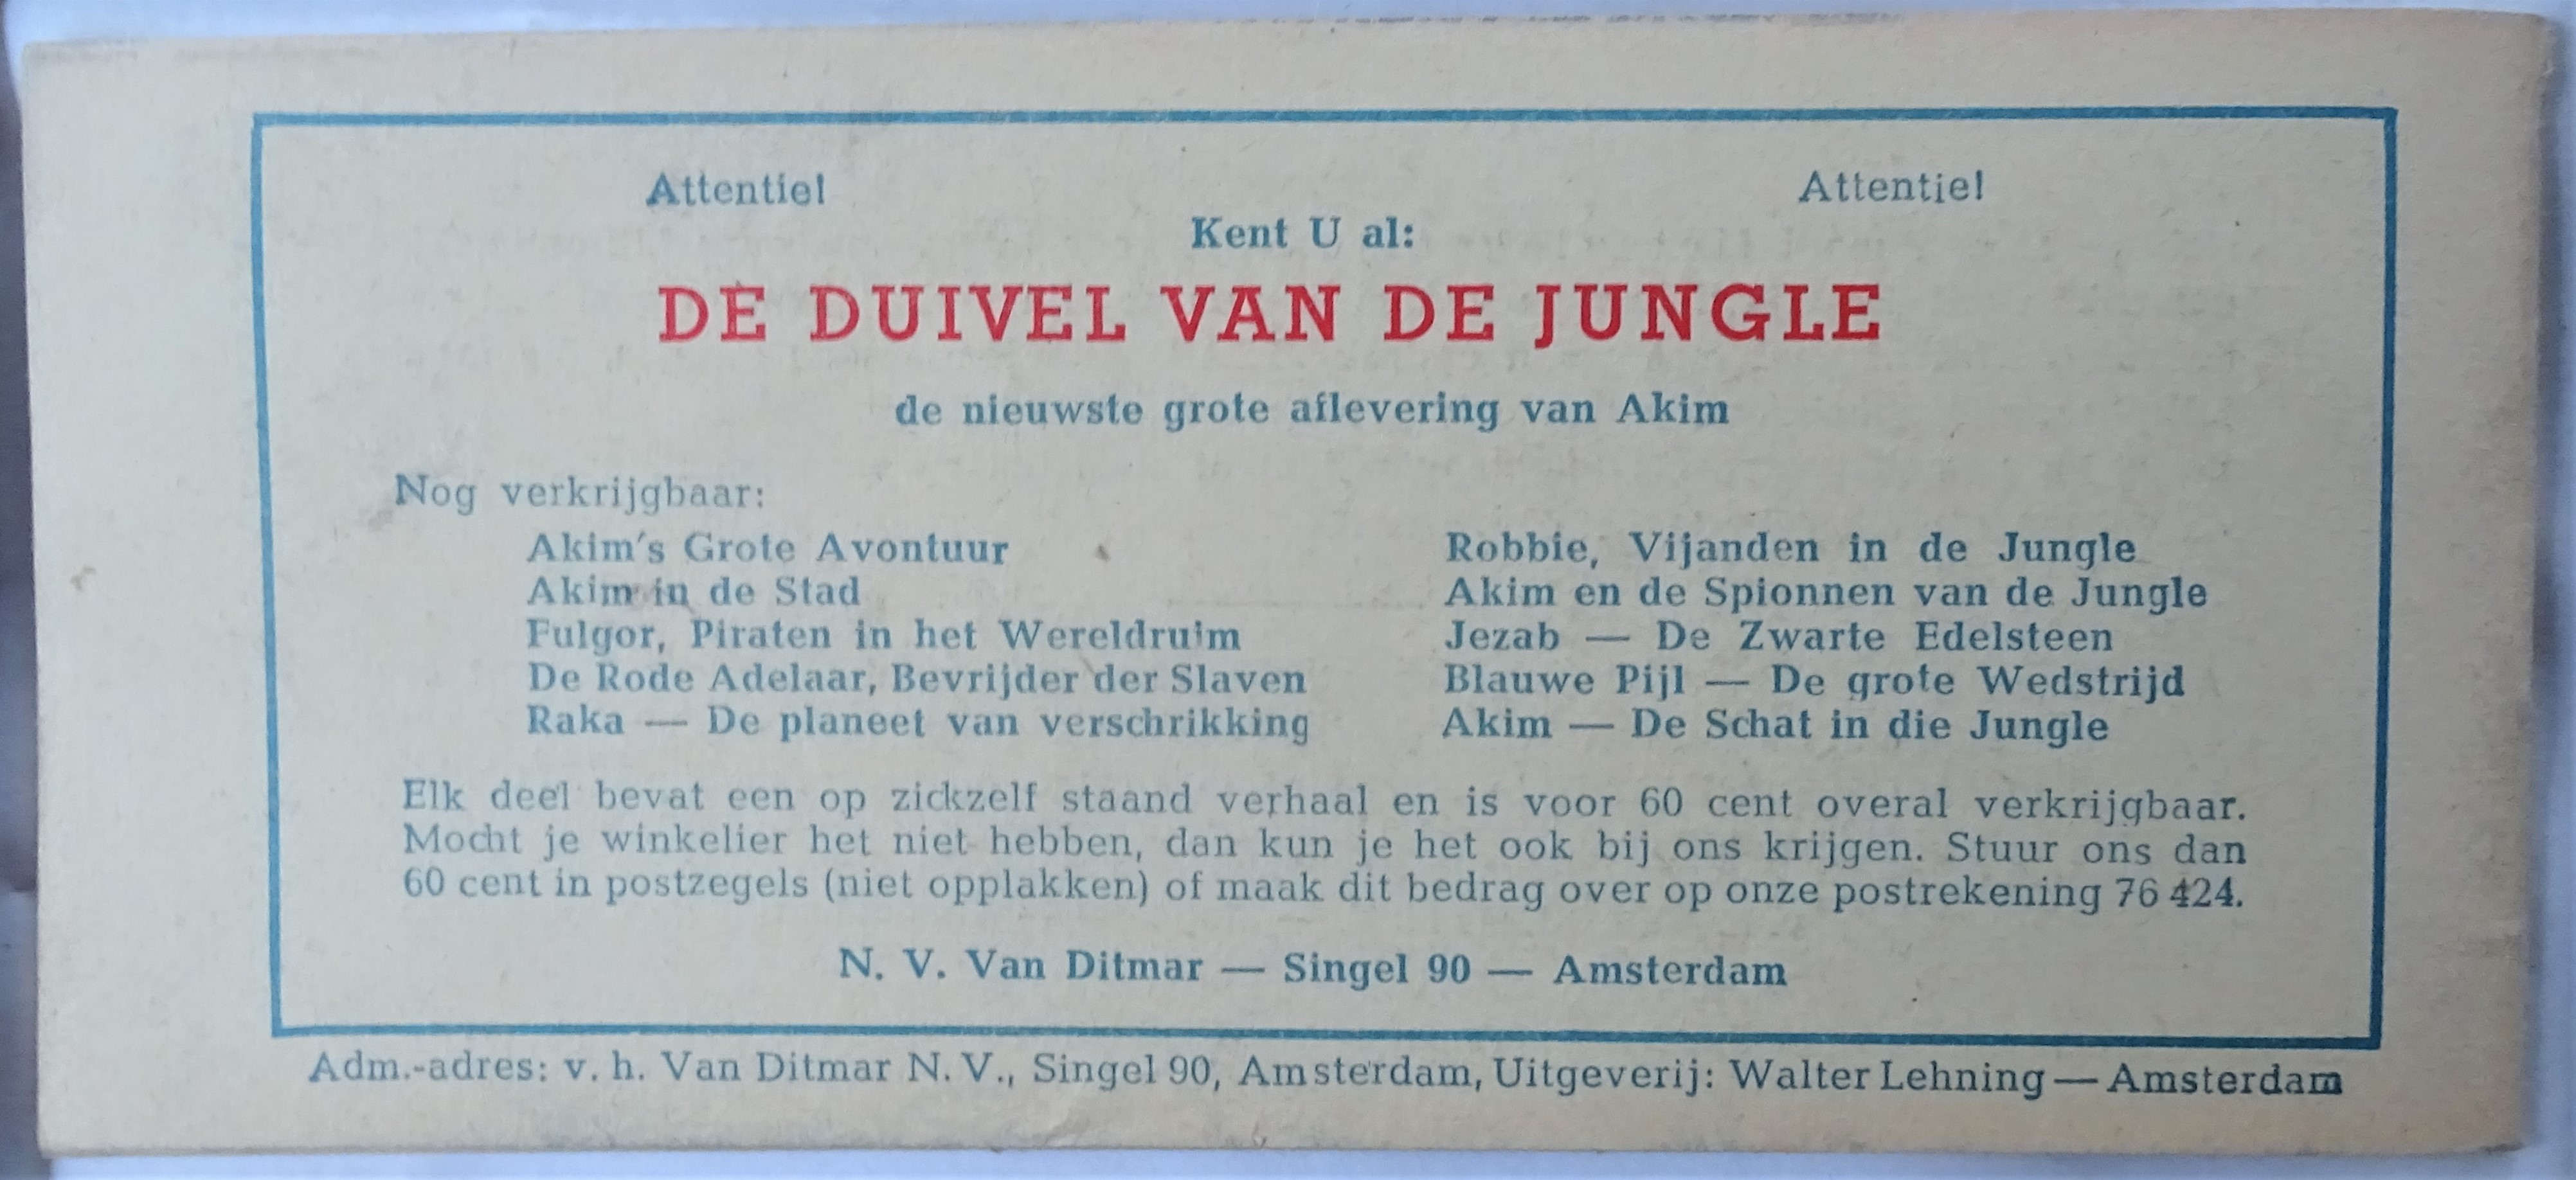 Attentie! Attentie!
Kent U al:
DE DUIVEL VAN DE JUNGLE
de nieuwste grote aflevering van Akim
Nog verkrijgbaar:
Akim's Grote Avontuur
Akim in de Stad
Fulgor, Piraten in het Wereldruim
De Rode Adelaar, Bevrijder der Slaven
Raka — De planeet van verschrikking
Robbie, Vijanden in de Jungle
Akim en de Spionnen van de Jungle
Jezab — De Zwarte Edelsteen
Blauwe Pijl — De grote Wedstrijd
Akim — De Schat in die Jungle
Elk deel bevat een op zickzelf staand verhaal en is voor 60 cent overal verkrijgbaar.
Mocht je winkelier het niet hebben, dan kun je het ook bij ons krijgen. Stuur ons dan
60 cent in postzegels (niet opplakken) of maak dit bedrag over op onze postrekening 76 424.
N. V. Van Ditmar — Singel 90 — Amsterdam
Adm.-adres: v. h. Van Ditmar N. V., Singel 90, Amsterdam, Uitgeverij: Walter Lehning — Amsterdam